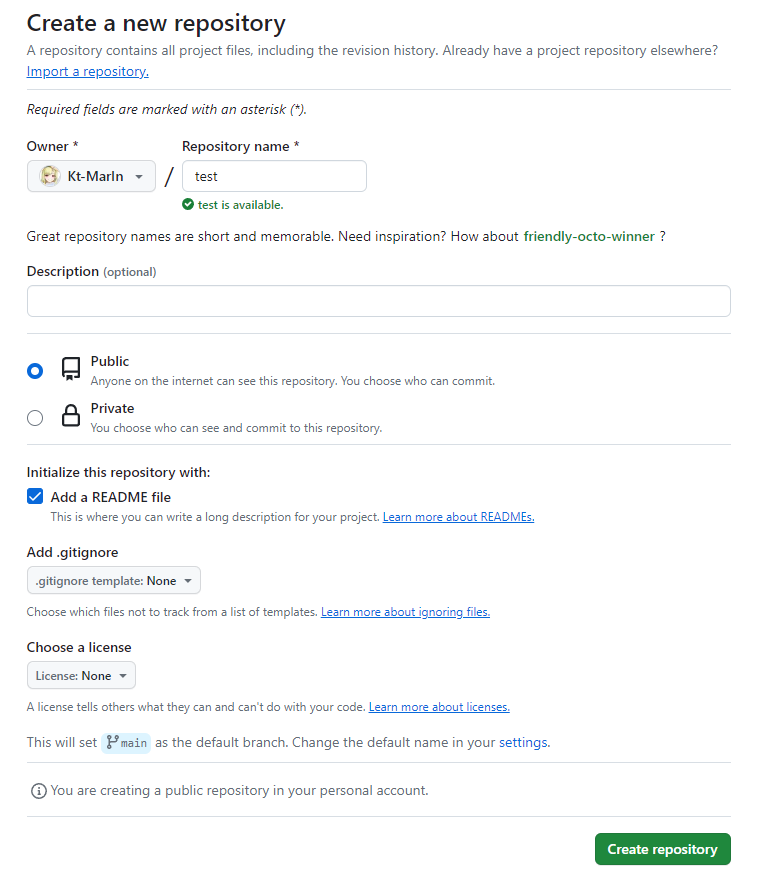 Create a new repository
A repository contains all project files, including the revision history. Already have a project repository elsewhere?
Import a repository.
Required fields are marked with an asterisk (*).
Owner * Repository name *
Kt-MarIn / test
test is available.
Great repository names are short and memorable. Need inspiration? How about friendly-octo-winner ?
Description (optional)
Public
Anyone on the internet can see this repository. You choose who can commit.
Private
You choose who can see and commit to this repository.
Initialize this repository with:
Add a README file
This is where you can write a long description for your project. Learn more about READMEs.
Add .gitignore
.gitignore template: None
Choose which files not to track from a list of templates. Learn more about ignoring files.
Choose a license
License: None
A license tells others what they can and can't do with your code. Learn more about licenses.
This will set main as the default branch. Change the default name in your settings.
You are creating a public repository in your personal account.
Create repository